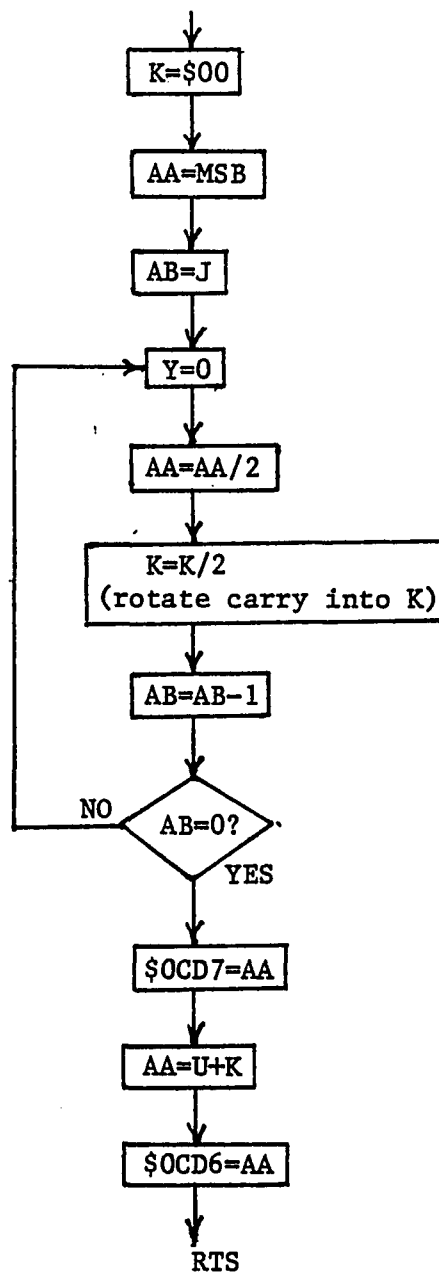 K=$00
AA=MSB
AB=J
Y=0
AA=AA/2
K=K/2
(rotate carry into K)
AB=AB-1
NO
AB=0?
YES
$0CD7=AA
AA=U+K
$0CD6=AA
RTS